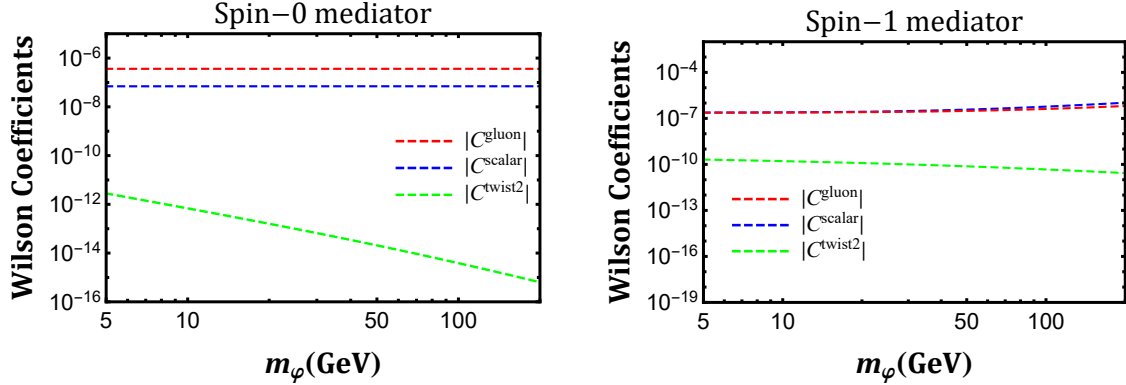 Spin−0 mediator
Wilson Coefficients
10⁻⁶
10⁻⁸
10⁻¹⁰
10⁻¹²
10⁻¹⁴
10⁻¹⁶
|C^gluon|
|C^scalar|
|C^twist2|
5 10 50 100
m_φ(GeV)
Spin−1 mediator
Wilson Coefficients
10⁻⁴
10⁻⁷
10⁻¹⁰
10⁻¹³
10⁻¹⁶
10⁻¹⁹
|C^gluon|
|C^scalar|
|C^twist2|
5 10 50 100
m_φ(GeV)